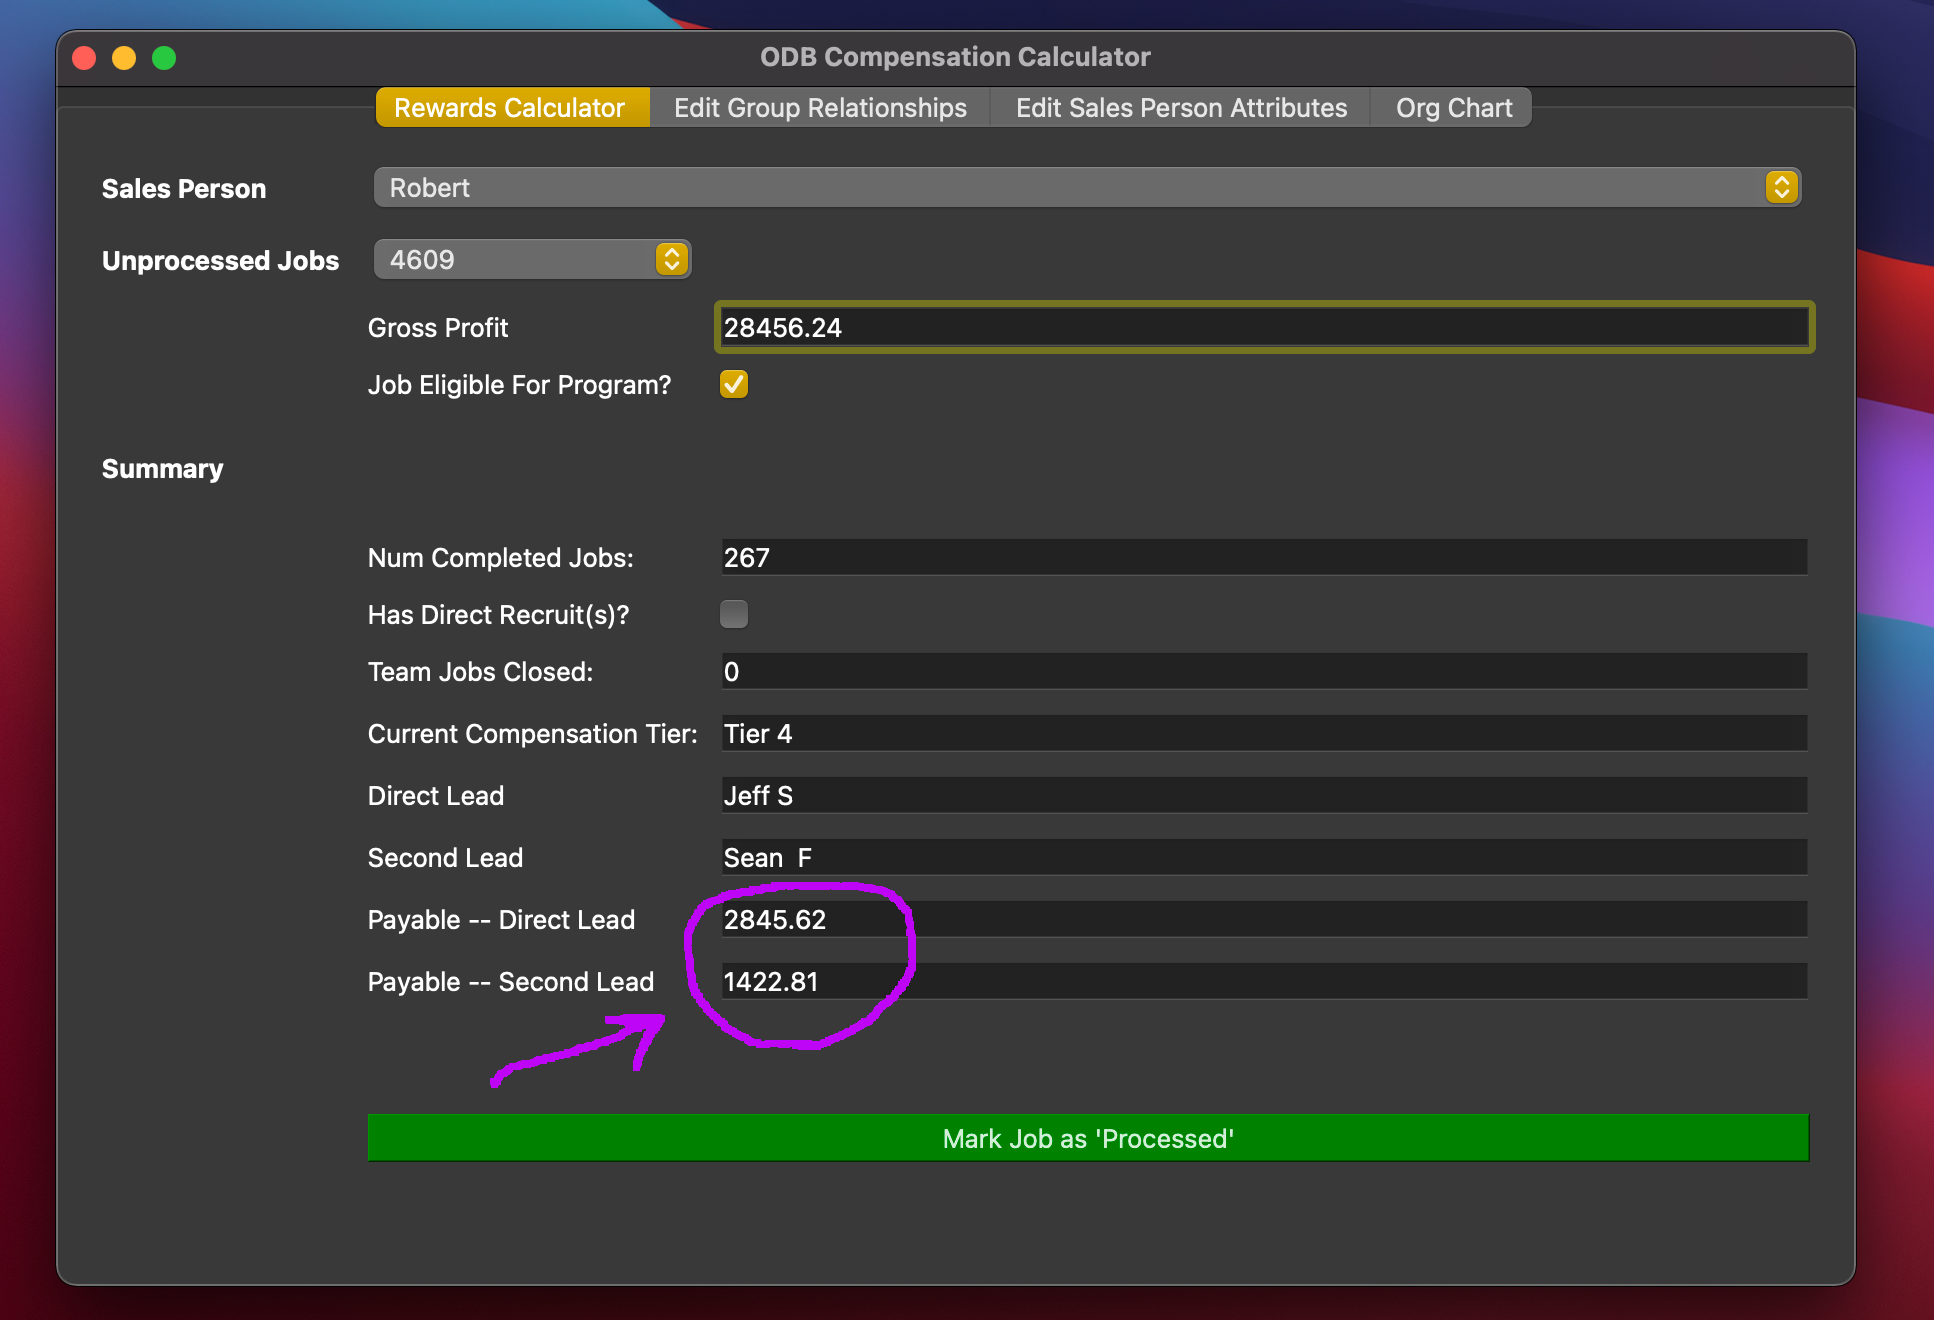 ODB Compensation Calculator
Rewards Calculator Edit Group Relationships Edit Sales Person Attributes Org Chart
Sales Person Robert
Unprocessed Jobs 4609
Gross Profit 28456.24
Job Eligible For Program?
Summary
Num Completed Jobs: 267
Has Direct Recruit(s)?
Team Jobs Closed: 0
Current Compensation Tier: Tier 4
Direct Lead Jeff S
Second Lead Sean  F
Payable -- Direct Lead 2845.62
Payable -- Second Lead 1422.81
Mark Job as 'Processed'